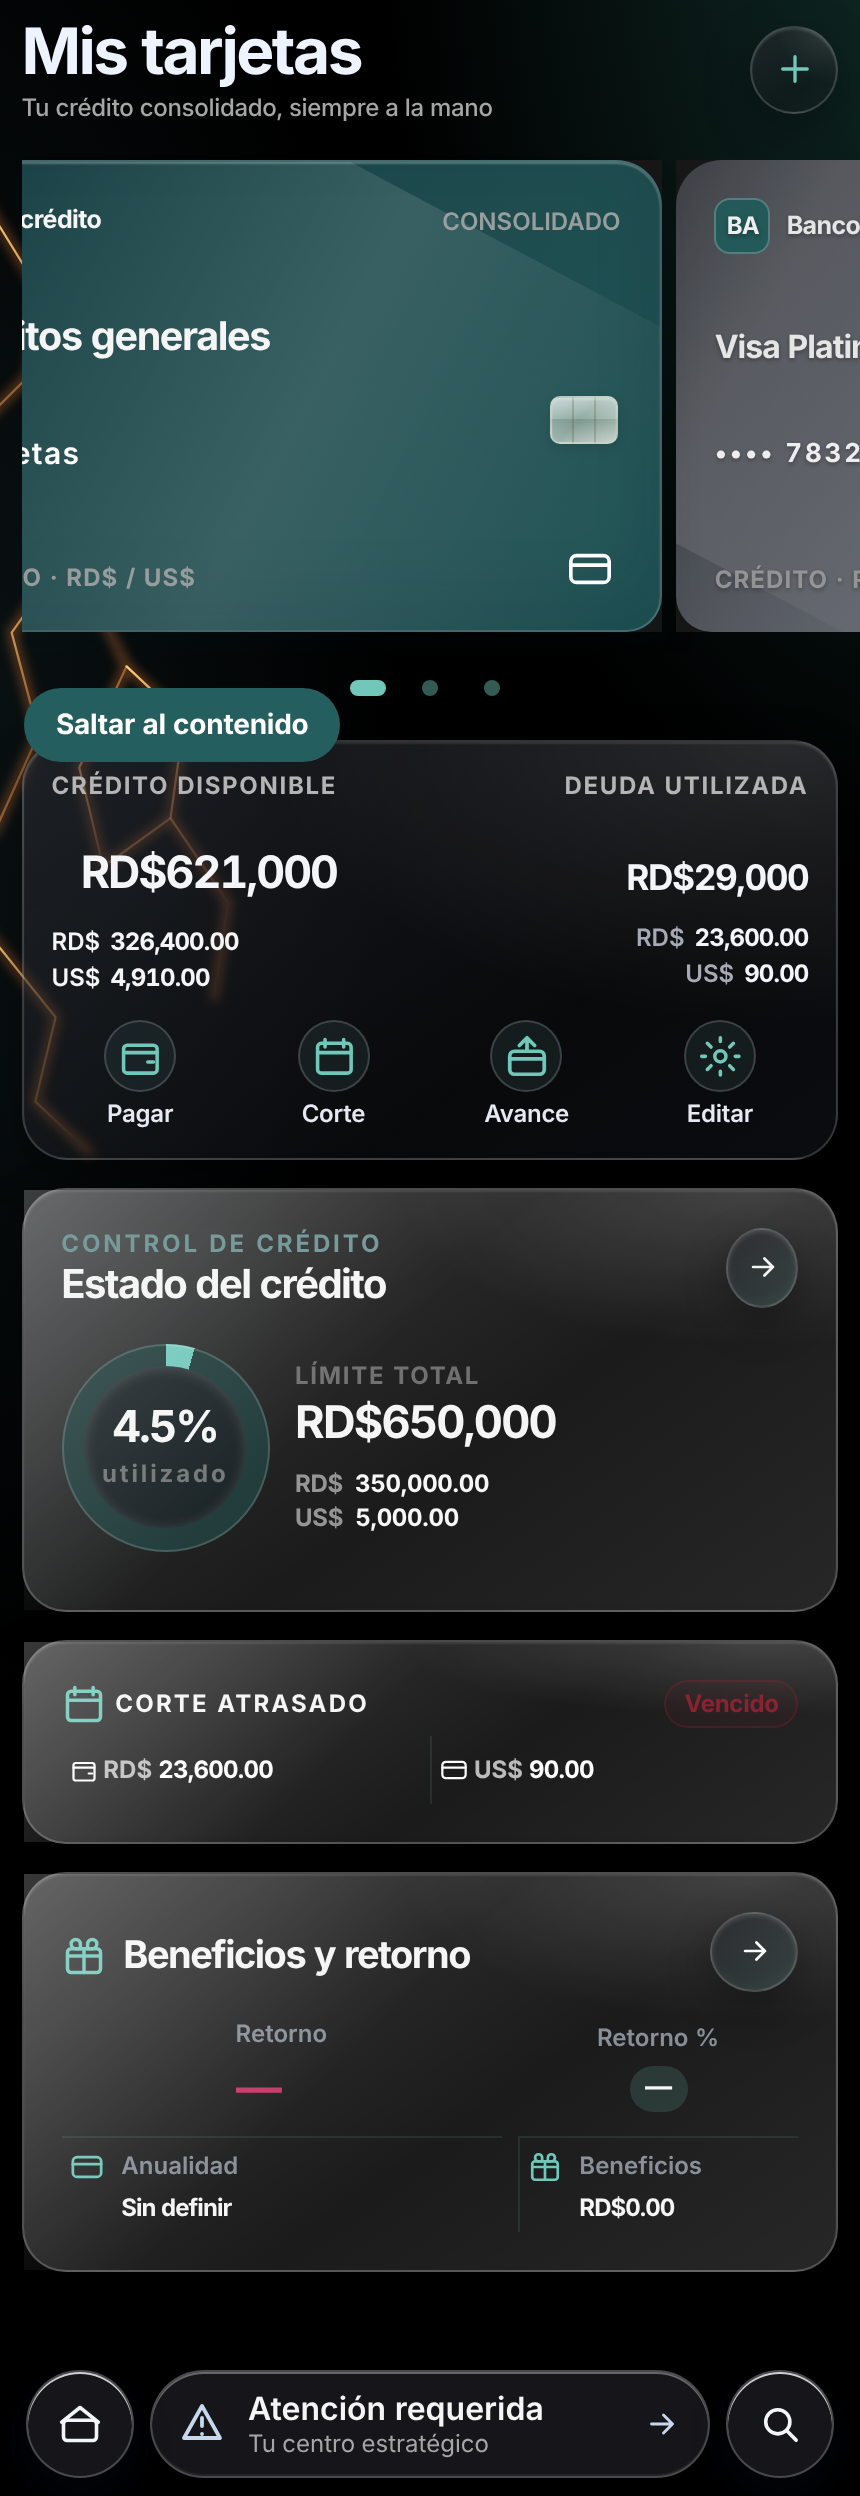 Mis tarjetas
Tu crédito consolidado, siempre a la mano
crédito
CONSOLIDADO
BA
Banco
itos generales
Visa Platin
etas
•••• 7832
O · RD$ / US$
CRÉDITO ·
Saltar al contenido
CRÉDITO DISPONIBLE
DEUDA UTILIZADA
RD$621,000
RD$29,000
RD$ 326,400.00
RD$ 23,600.00
US$ 4,910.00
US$ 90.00
Pagar
Corte
Avance
Editar
CONTROL DE CRÉDITO
Estado del crédito
4.5%
utilizado
LÍMITE TOTAL
RD$650,000
RD$ 350,000.00
US$ 5,000.00
CORTE ATRASADO
Vencido
RD$ 23,600.00
US$ 90.00
Beneficios y retorno
Retorno
Retorno %
—
—
Anualidad
Sin definir
Beneficios
RD$0.00
Atención requerida
Tu centro estratégico